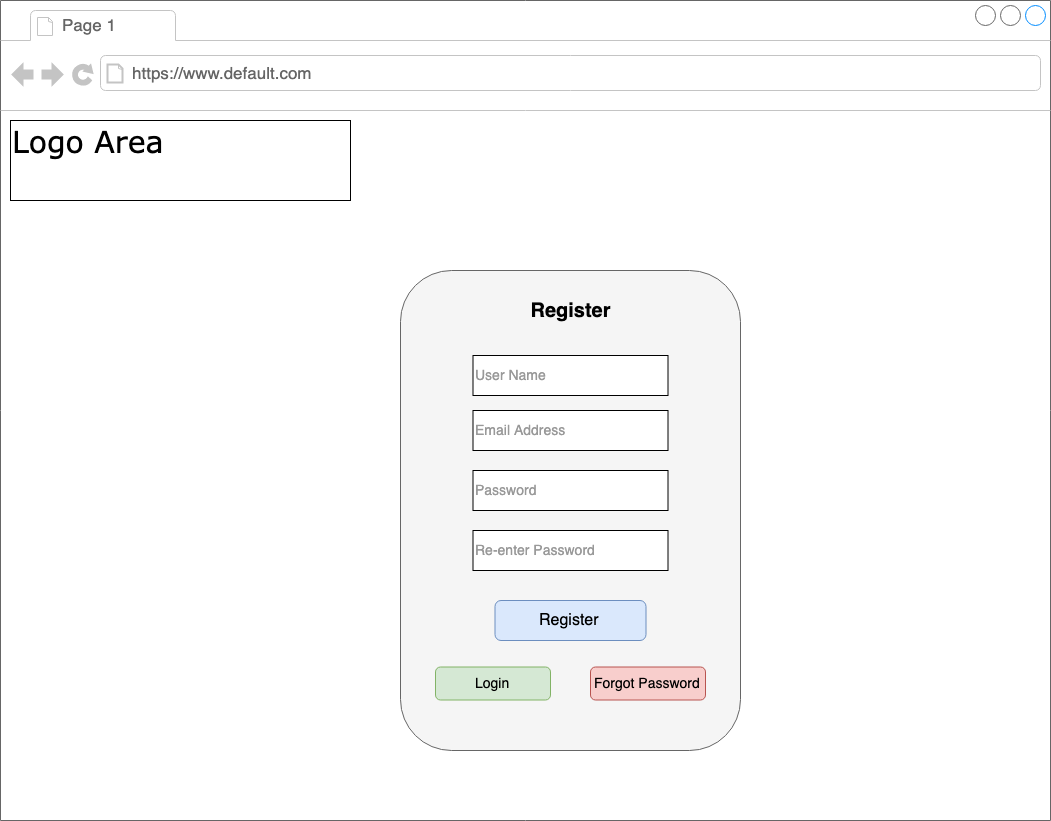 Page 1
https://www.default.com
Logo Area
Register
User Name
Email Address
Password
Re-enter Password
Register
Login
Forgot Password